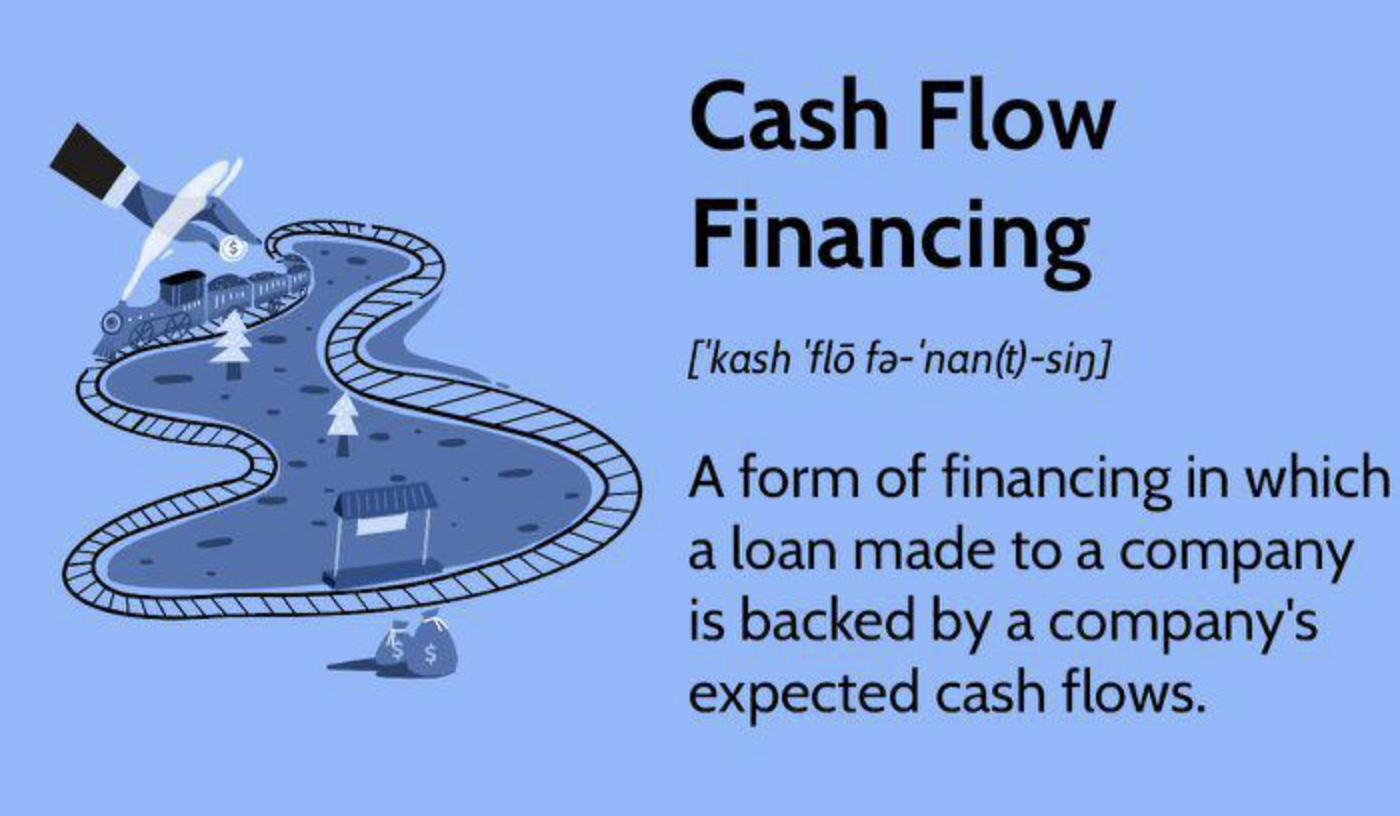 Cash Flow
Financing
[ˈkash ˈflō fə-ˈnan(t)-siŋ]
A form of financing in which
a loan made to a company
is backed by a company's
expected cash flows.
$
$
$